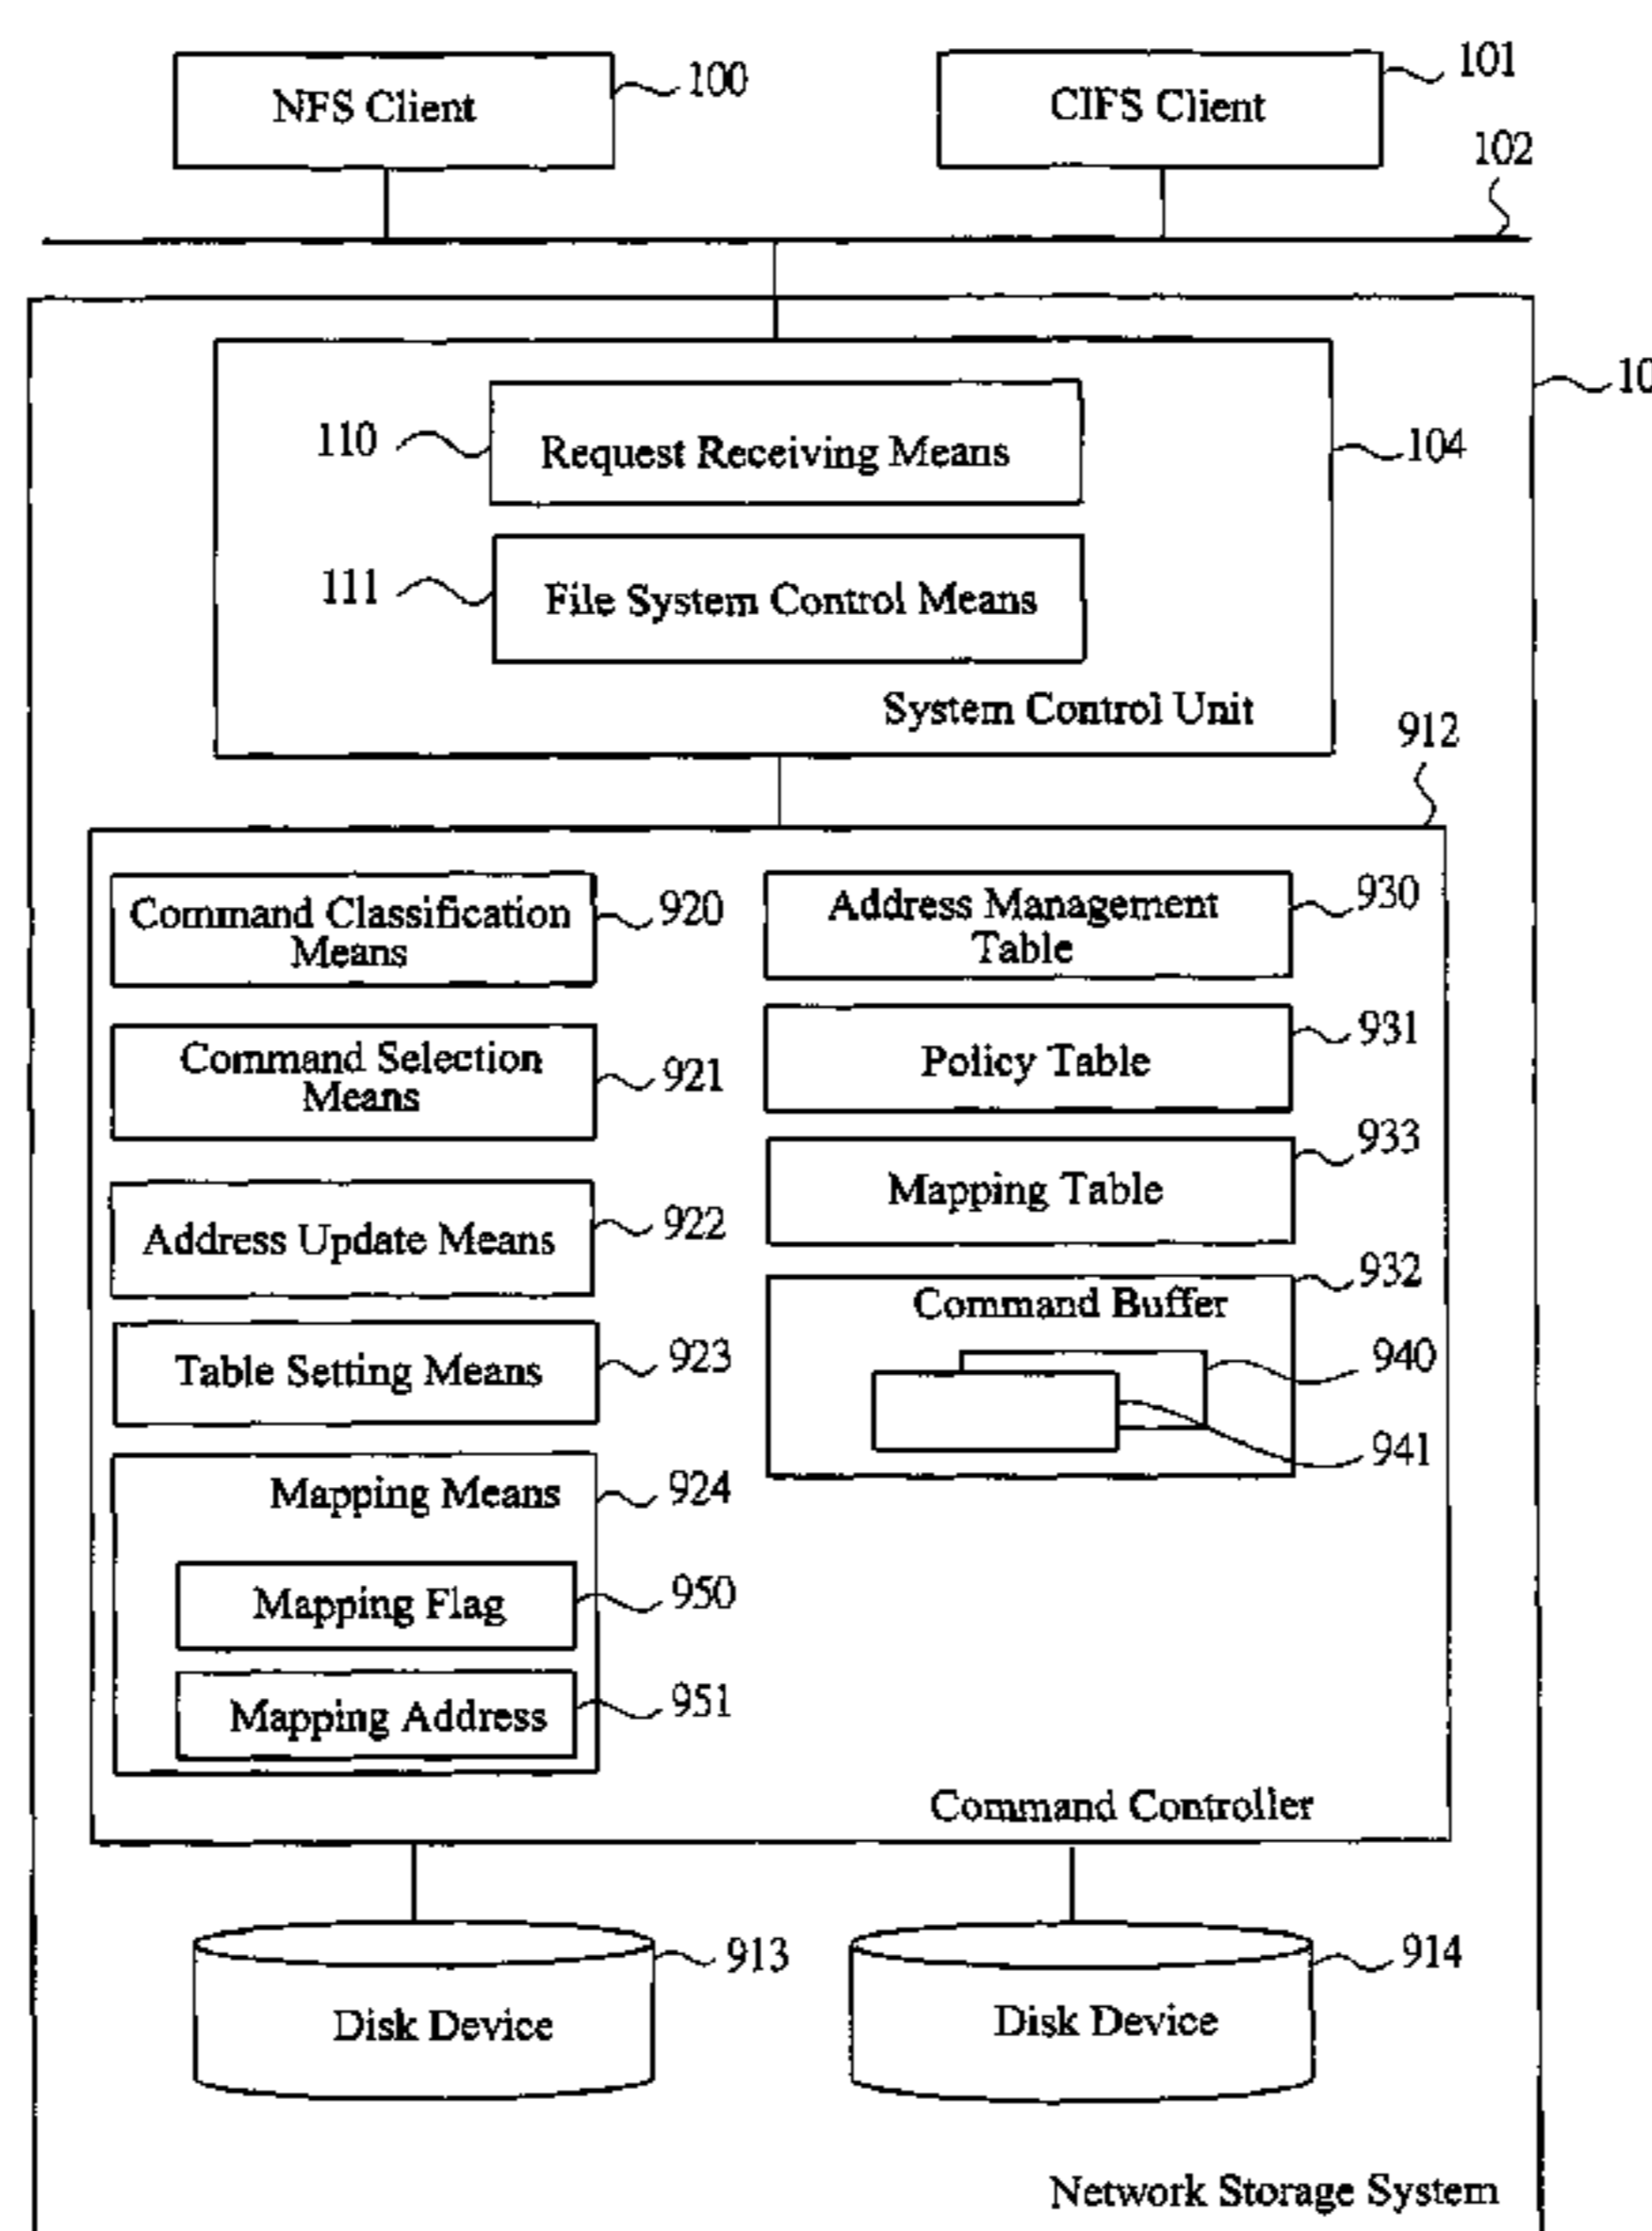 NFS Client
100
CIFS Client
101
102
10
110
Request Receiving Means
104
111
File System Control Means
System Control Unit
912
Command Classification
Means
920
Address Management
Table
930
Command Selection
Means
921
Policy Table
931
Address Update Means
922
Mapping Table
933
Table Setting Means
923
Command Buffer
932
940
941
Mapping Means
924
Mapping Flag
950
Mapping Address
951
Command Controller
Disk Device
913
Disk Device
914
Network Storage System